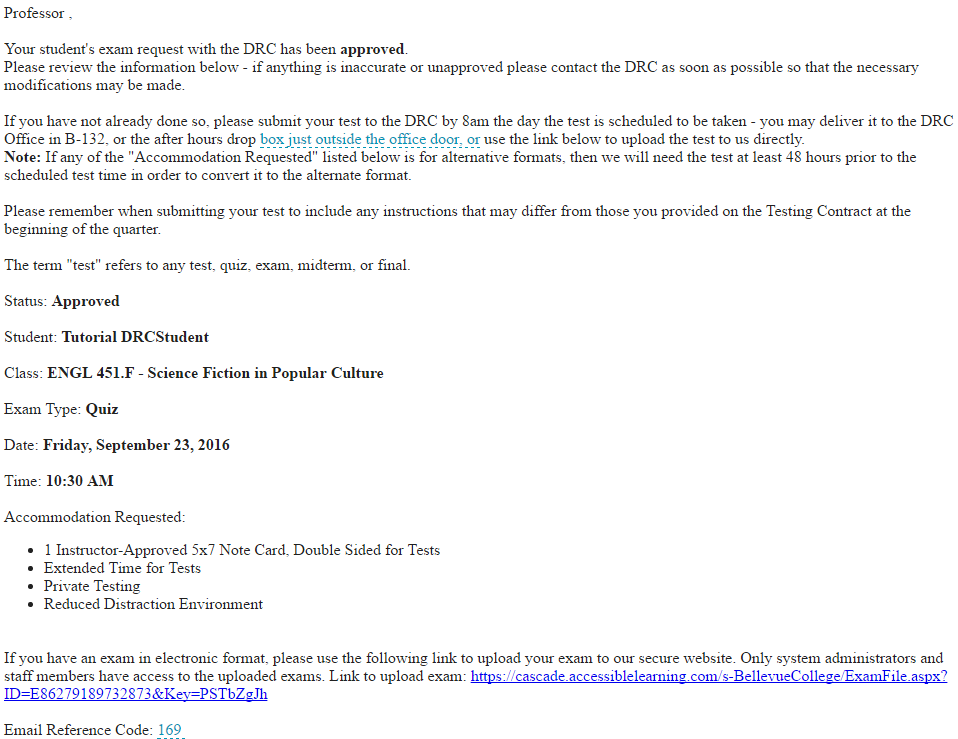 Professor ,
Your student's exam request with the DRC has been approved.
Please review the information below - if anything is inaccurate or unapproved please contact the DRC as soon as possible so that the necessary
modifications may be made.
If you have not already done so, please submit your test to the DRC by 8am the day the test is scheduled to be taken - you may deliver it to the DRC
Office in B-132, or the after hours drop box just outside the office door, or use the link below to upload the test to us directly.
Note: If any of the "Accommodation Requested" listed below is for alternative formats, then we will need the test at least 48 hours prior to the
scheduled test time in order to convert it to the alternate format.
Please remember when submitting your test to include any instructions that may differ from those you provided on the Testing Contract at the
beginning of the quarter.
The term "test" refers to any test, quiz, exam, midterm, or final.
Status: Approved
Student: Tutorial DRCStudent
Class: ENGL 451.F - Science Fiction in Popular Culture
Exam Type: Quiz
Date: Friday, September 23, 2016
Time: 10:30 AM
Accommodation Requested:
• 1 Instructor-Approved 5x7 Note Card, Double Sided for Tests
• Extended Time for Tests
• Private Testing
• Reduced Distraction Environment
If you have an exam in electronic format, please use the following link to upload your exam to our secure website. Only system administrators and
staff members have access to the uploaded exams. Link to upload exam: https://cascade.accessiblelearning.com/s-BellevueCollege/ExamFile.aspx?
ID=E86279189732873&Key=PSTbZgJh
Email Reference Code: 169